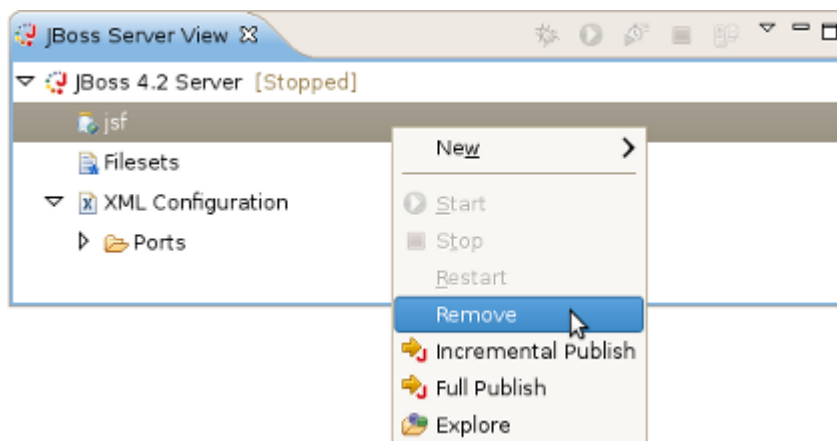 JBoss Server View
JBoss 4.2 Server [Stopped]
jsf
Filesets
XML Configuration
Ports
New
Start
Stop
Restart
Remove
Incremental Publish
Full Publish
Explore